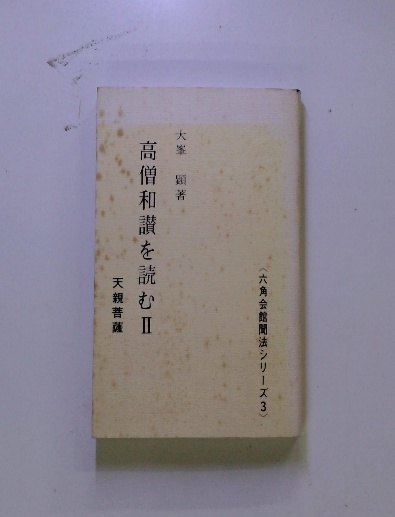 〈六角会館聞法シリーズ3〉
大峯 顕著
高僧和讃を読むⅡ
天親菩薩